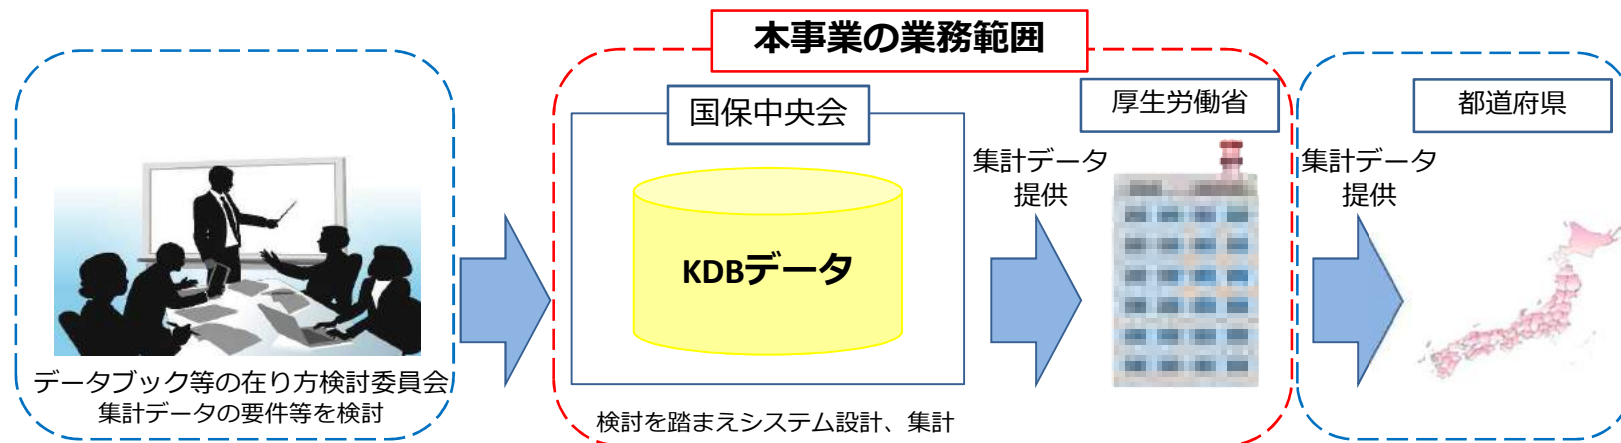 本事業の業務範囲
国保中央会
厚生労働省
都道府県
集計データ
提供
集計データ
提供
KDBデータ
データブック等の在り方検討委員会
集計データの要件等を検討
検討を踏まえシステム設計、集計